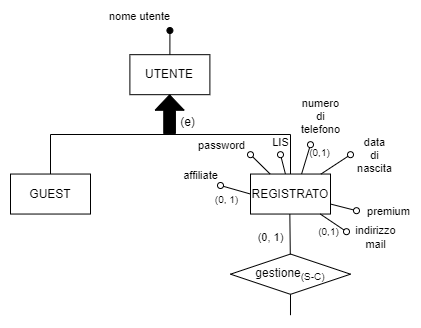 nome utente
UTENTE
(e)
numero
di
telefono
(0,1)
password
LIS
data
di
nascita
affiliate
(0, 1)
GUEST
REGISTRATO
premium
(0, 1)
(0,1)
indirizzo
mail
gestione(S-C)